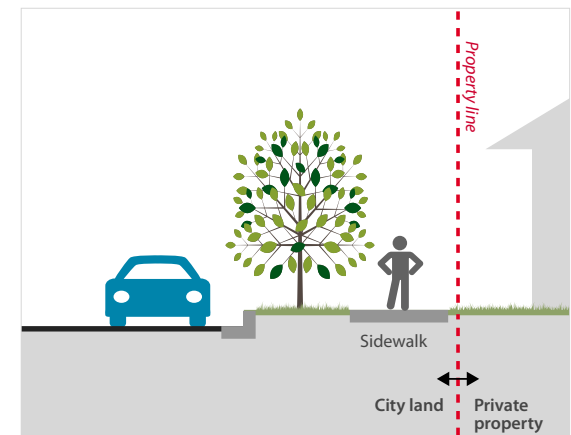 Property line
Sidewalk
City land
Private
property